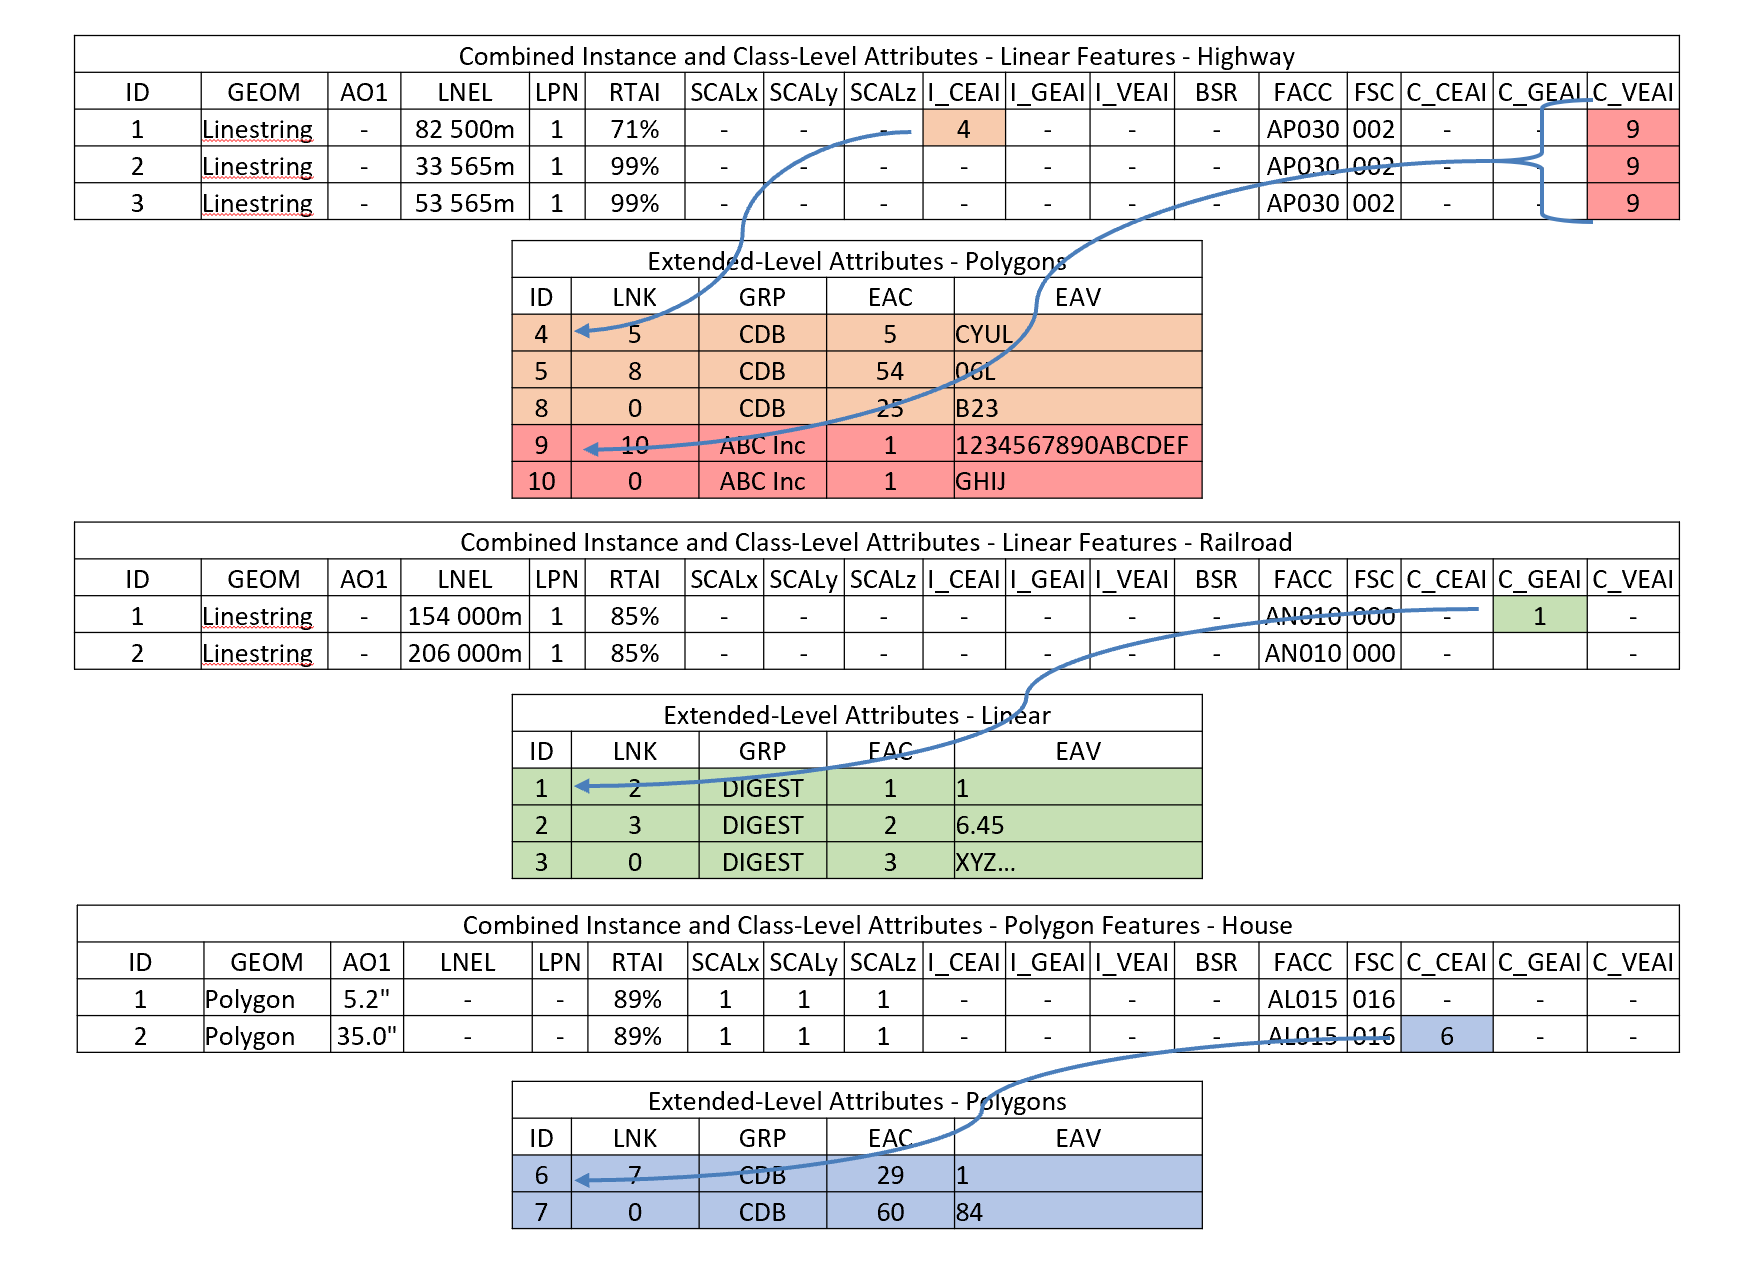 Combined Instance and Class-Level Attributes - Linear Features - Highway
ID GEOM AO1 LNEL LPN RTAI SCALx SCALy SCALz I_CEAI I_GEAI I_VEAI BSR FACC FSC C_CEAI C_GEAI C_VEAI
1 Linestring - 82 500m 1 71% - - - 4 - - - AP030 002 - - 9
2 Linestring - 33 565m 1 99% - - - - - - - AP030 002 - - 9
3 Linestring - 53 565m 1 99% - - - - - - - AP030 002 - - 9
Extended-Level Attributes - Polygons
ID LNK GRP EAC EAV
4 5 CDB 5 CYUL
5 8 CDB 54 06L
8 0 CDB 25 B23
9 10 ABC Inc 1 1234567890ABCDEF
10 0 ABC Inc 1 GHIJ
Combined Instance and Class-Level Attributes - Linear Features - Railroad
ID GEOM AO1 LNEL LPN RTAI SCALx SCALy SCALz I_CEAI I_GEAI I_VEAI BSR FACC FSC C_CEAI C_GEAI C_VEAI
1 Linestring - 154 000m 1 85% - - - - - - - AN010 000 - 1 -
2 Linestring - 206 000m 1 85% - - - - - - - AN010 000 - -
Extended-Level Attributes - Linear
ID LNK GRP EAC EAV
1 2 DIGEST 1 1
2 3 DIGEST 2 6.45
3 0 DIGEST 3 XYZ...
Combined Instance and Class-Level Attributes - Polygon Features - House
ID GEOM AO1 LNEL LPN RTAI SCALx SCALy SCALz I_CEAI I_GEAI I_VEAI BSR FACC FSC C_CEAI C_GEAI C_VEAI
1 Polygon 5.2" - - 89% 1 1 1 - - - - AL015 016 - - -
2 Polygon 35.0" - - 89% 1 1 1 - - - - AL015 016 6 - -
Extended-Level Attributes - Polygons
ID LNK GRP EAC EAV
6 7 CDB 29 1
7 0 CDB 60 84